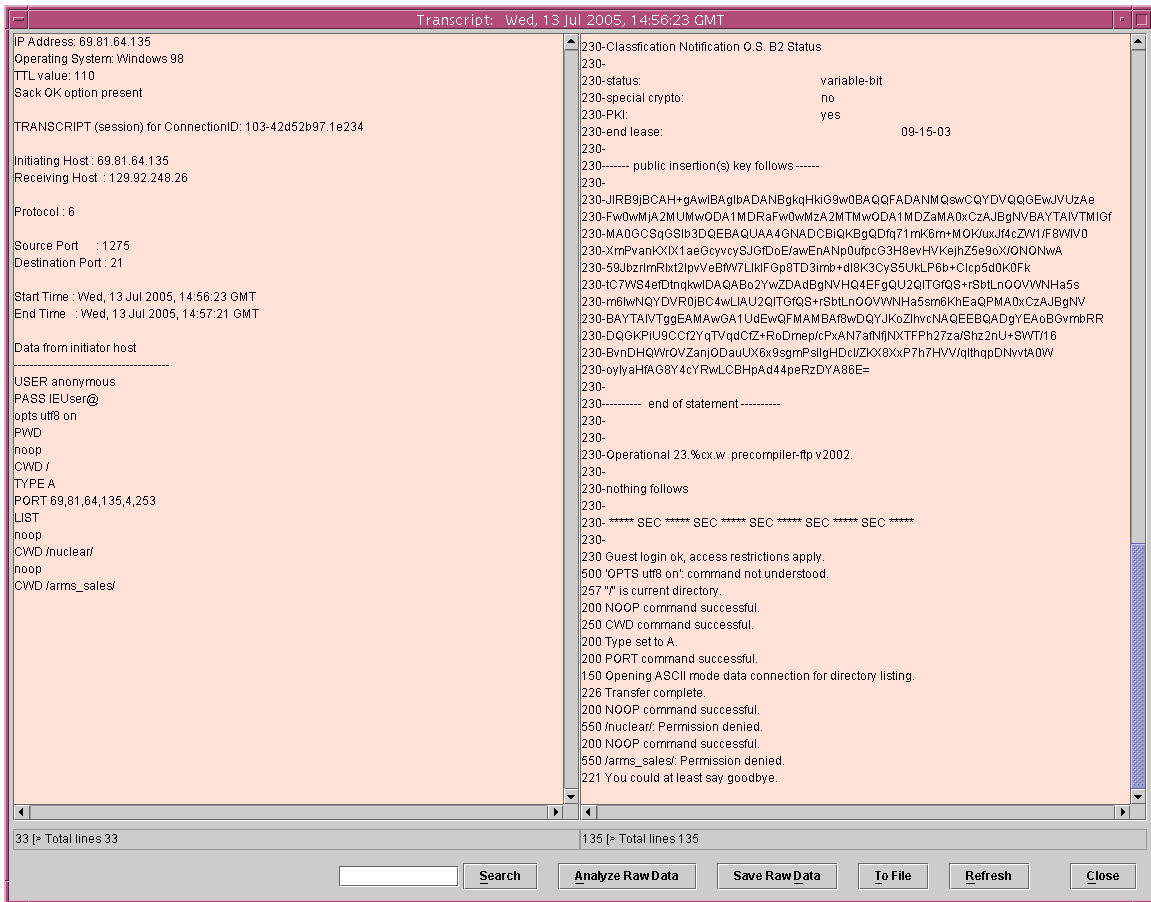 Transcript: Wed, 13 Jul 2005, 14:56:23 GMT
IP Address: 69.81.64.135
Operating System: Windows 98
TTL value: 110
Sack OK option present
TRANSCRIPT (session) for ConnectionID: 103-42d52b97.1e234
Initiating Host : 69.81.64.135
Receiving Host : 129.92.248.26
Protocol : 6
Source Port : 1275
Destination Port : 21
Start Time : Wed, 13 Jul 2005, 14:56:23 GMT
End Time : Wed, 13 Jul 2005, 14:57:21 GMT
Data from initiator host
----------------------------------------
USER anonymous
PASS IEUser@
opts utf8 on
PWD
noop
CWD /
TYPE A
PORT 69,81,64,135,4,253
LIST
noop
CWD /nuclear/
noop
CWD /arms_sales/
230-Classfication Notification O.S. B2 Status
230-
230-status: variable-bit
230-special crypto: no
230-PKI: yes
230-end lease: 09-15-03
230-
230------- public insertion(s) key follows ------
230-
230-JIRB9jBCAH+gAwIBAgIbADANBgkqHkiG9w0BAQQFADANMQswCQYDVQQGEwJVUzAe
230-Fw0wMjA2MUMwODA1MDRaFw0wMzA2MTMwODA1MDZaMA0xCzAJBgNVBAYTAlVTMIGf
230-MA0GCSqGSIb3DQEBAQUAA4GNADCBiQKBgQDfq71mK6m+MOK/uxJf4cZW1/F8WIV0
230-XmPvanKXIX1aeGcyvcySJGfDoE/awEnANp0ufpcG3H8evHVKejhZ5e9oX/ONONwA
230-59JbzrImRlxt2IpvVeBfW7LIkIFGp8TD3imb+dI8K3CyS5UkLP6b+CIcp5d0K0Fk
230-tC7WS4efDtnqkwIDAQABo2YwZDAdBgNVHQ4EFgQU2QITGfQS+rSbtLnOOVWNHa5s
230-m6IwNQYDVR0jBC4wLIAU2QITGfQS+rSbtLnOOVWNHa5sm6KhEaQPMA0xCzAJBgNV
230-BAYTAlVTggEAMAwGA1UdEwQFMAMBAf8wDQYJKoZIhvcNAQEEBQADgYEAoBGvmbRR
230-DQGKPiU9CCf2YqTVqdCfZ+RoDmep/cPxAN7afNfjNXTFPh27za/Shz2nU+SWT/16
230-BvnDHQWrOVZanjODauUX6x9sgmPsIIgHDcl/ZKX8XxP7h7HVV/qlthqpDNvvtA0W
230-oylyaHfAG8Y4cYRwLCBHpAd44peRzDYA86E=
230-
230---------- end of statement ----------
230-
230-
230-Operational 23.%cx.w precompiler-ftp v2002.
230-
230-nothing follows
230-
230- ***** SEC ***** SEC ***** SEC ***** SEC ***** SEC *****
230-
230 Guest login ok, access restrictions apply.
500 'OPTS utf8 on': command not understood.
257 "/" is current directory.
200 NOOP command successful.
250 CWD command successful.
200 Type set to A.
200 PORT command successful.
150 Opening ASCII mode data connection for directory listing.
226 Transfer complete.
200 NOOP command successful.
550 /nuclear/: Permission denied.
200 NOOP command successful.
550 /arms_sales/: Permission denied.
221 You could at least say goodbye.
33 [> Total lines 33
135 [> Total lines 135
Search
Analyze Raw Data
Save Raw Data
To File
Refresh
Close